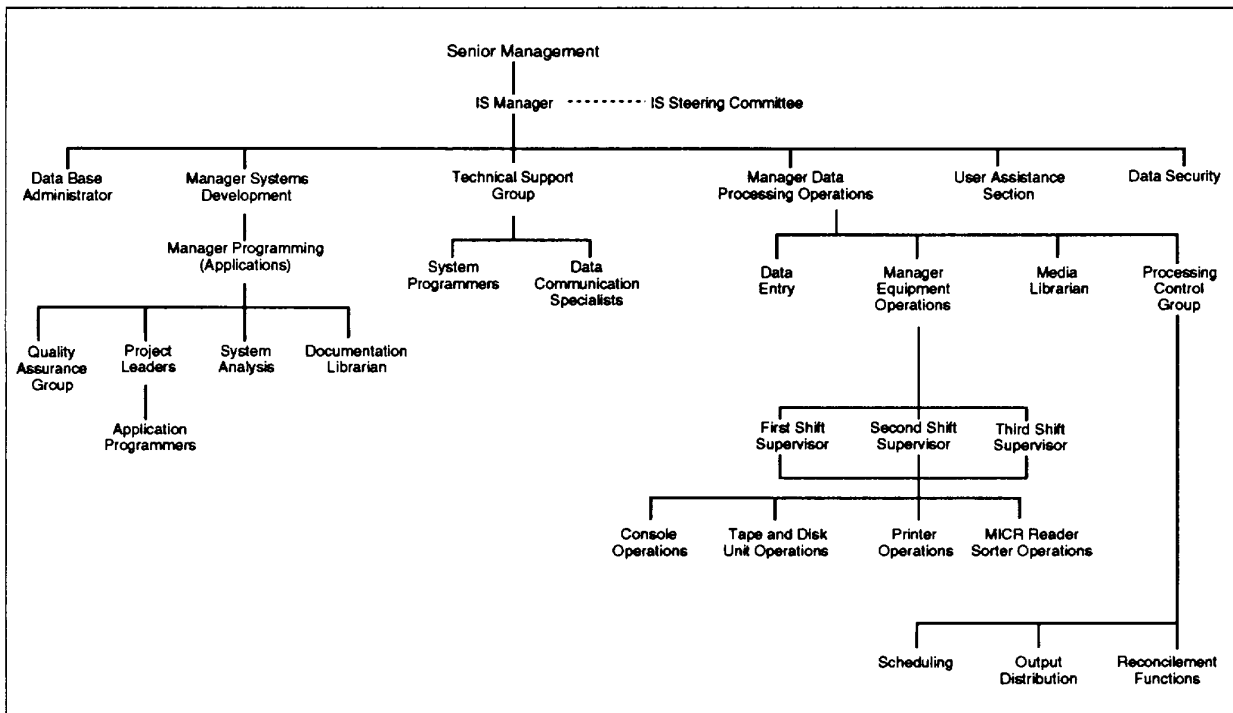 Senior Management
IS Manager
IS Steering Committee
Data Base
Administrator
Manager Systems
Development
Technical Support
Group
Manager Data
Processing Operations
User Assistance
Section
Data Security
Manager Programming
(Applications)
System
Programmers
Data
Communication
Specialists
Data
Entry
Manager
Equipment
Operations
Media
Librarian
Processing
Control
Group
Quality
Assurance
Group
Project
Leaders
System
Analysis
Documentation
Librarian
Application
Programmers
First Shift
Supervisor
Second Shift
Supervisor
Third Shift
Supervisor
Console
Operations
Tape and Disk
Unit Operations
Printer
Operations
MICR Reader
Sorter Operations
Scheduling
Output
Distribution
Reconcilement
Functions